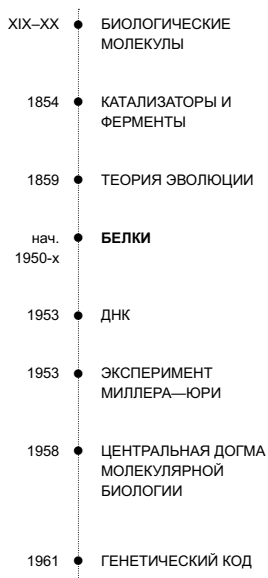 XIX–XX БИОЛОГИЧЕСКИЕ
МОЛЕКУЛЫ
1854 КАТАЛИЗАТОРЫ И
ФЕРМЕНТЫ
1859 ТЕОРИЯ ЭВОЛЮЦИИ
нач. БЕЛКИ
1950-х
1953 ДНК
1953 ЭКСПЕРИМЕНТ
МИЛЛЕРА—ЮРИ
1958 ЦЕНТРАЛЬНАЯ ДОГМА
МОЛЕКУЛЯРНОЙ
БИОЛОГИИ
1961 ГЕНЕТИЧЕСКИЙ КОД